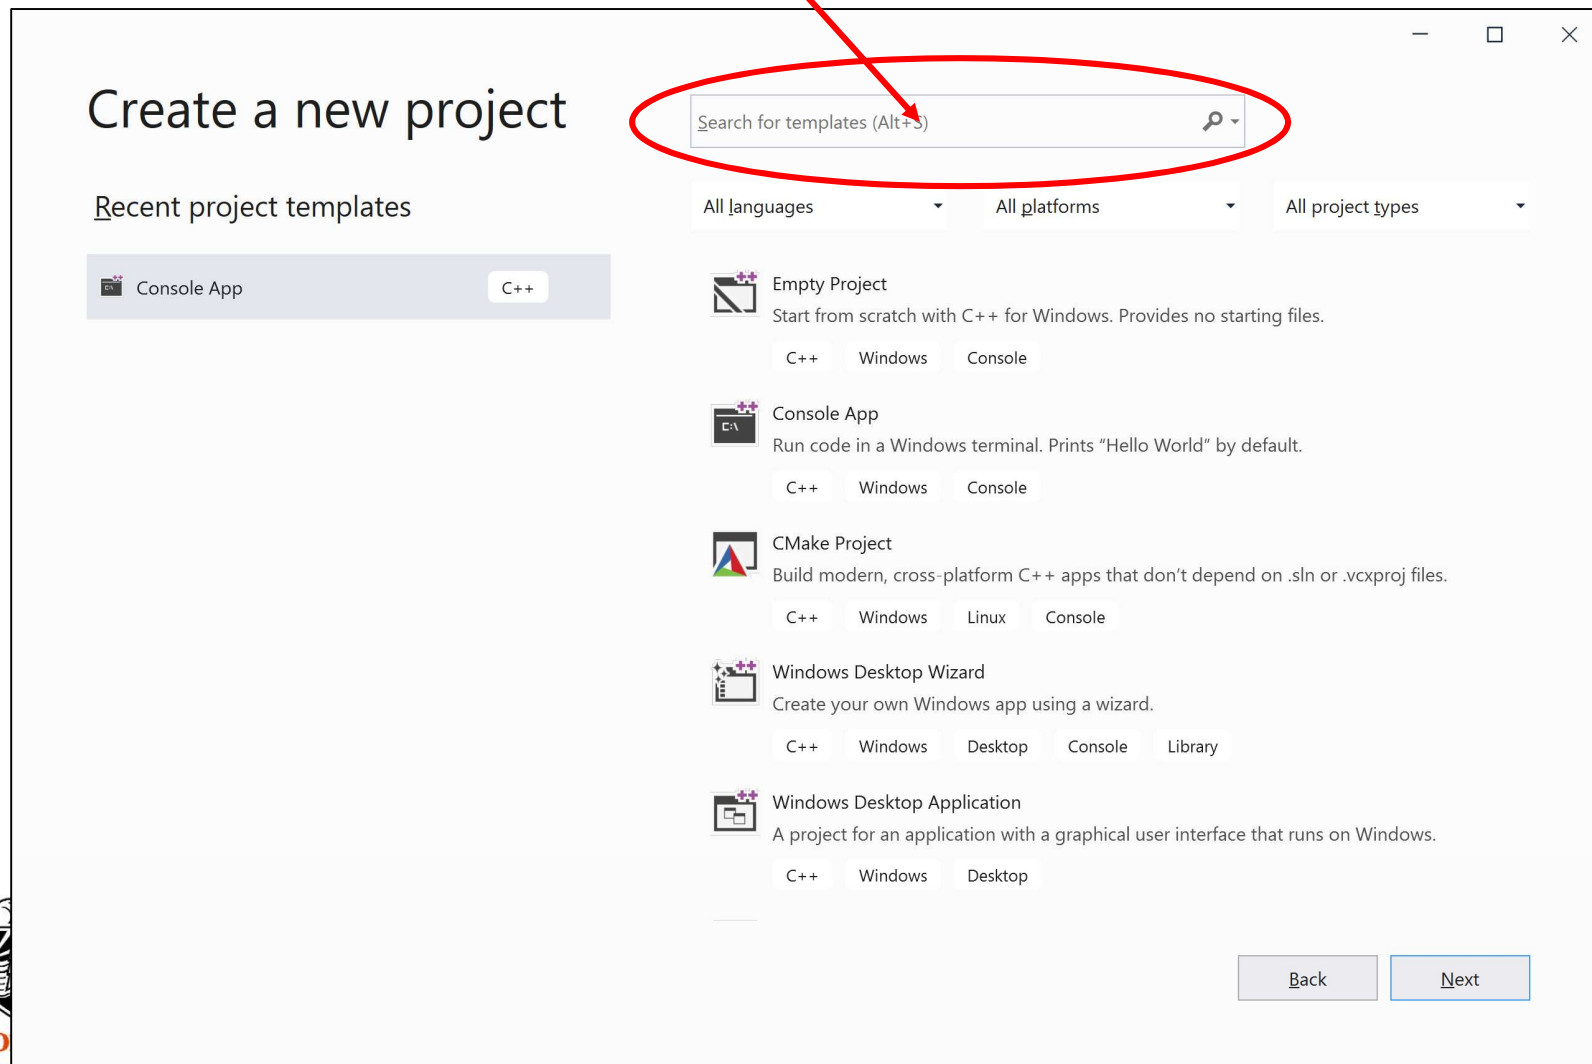 Create a new project
Search for templates (Alt+S)
Recent project templates
All languages
All platforms
All project types
Console App
C++
Empty Project
Start from scratch with C++ for Windows. Provides no starting files.
C++ Windows Console
Console App
Run code in a Windows terminal. Prints “Hello World” by default.
C++ Windows Console
CMake Project
Build modern, cross-platform C++ apps that don’t depend on .sln or .vcxproj files.
C++ Windows Linux Console
Windows Desktop Wizard
Create your own Windows app using a wizard.
C++ Windows Desktop Console Library
Windows Desktop Application
A project for an application with a graphical user interface that runs on Windows.
C++ Windows Desktop
Back
Next